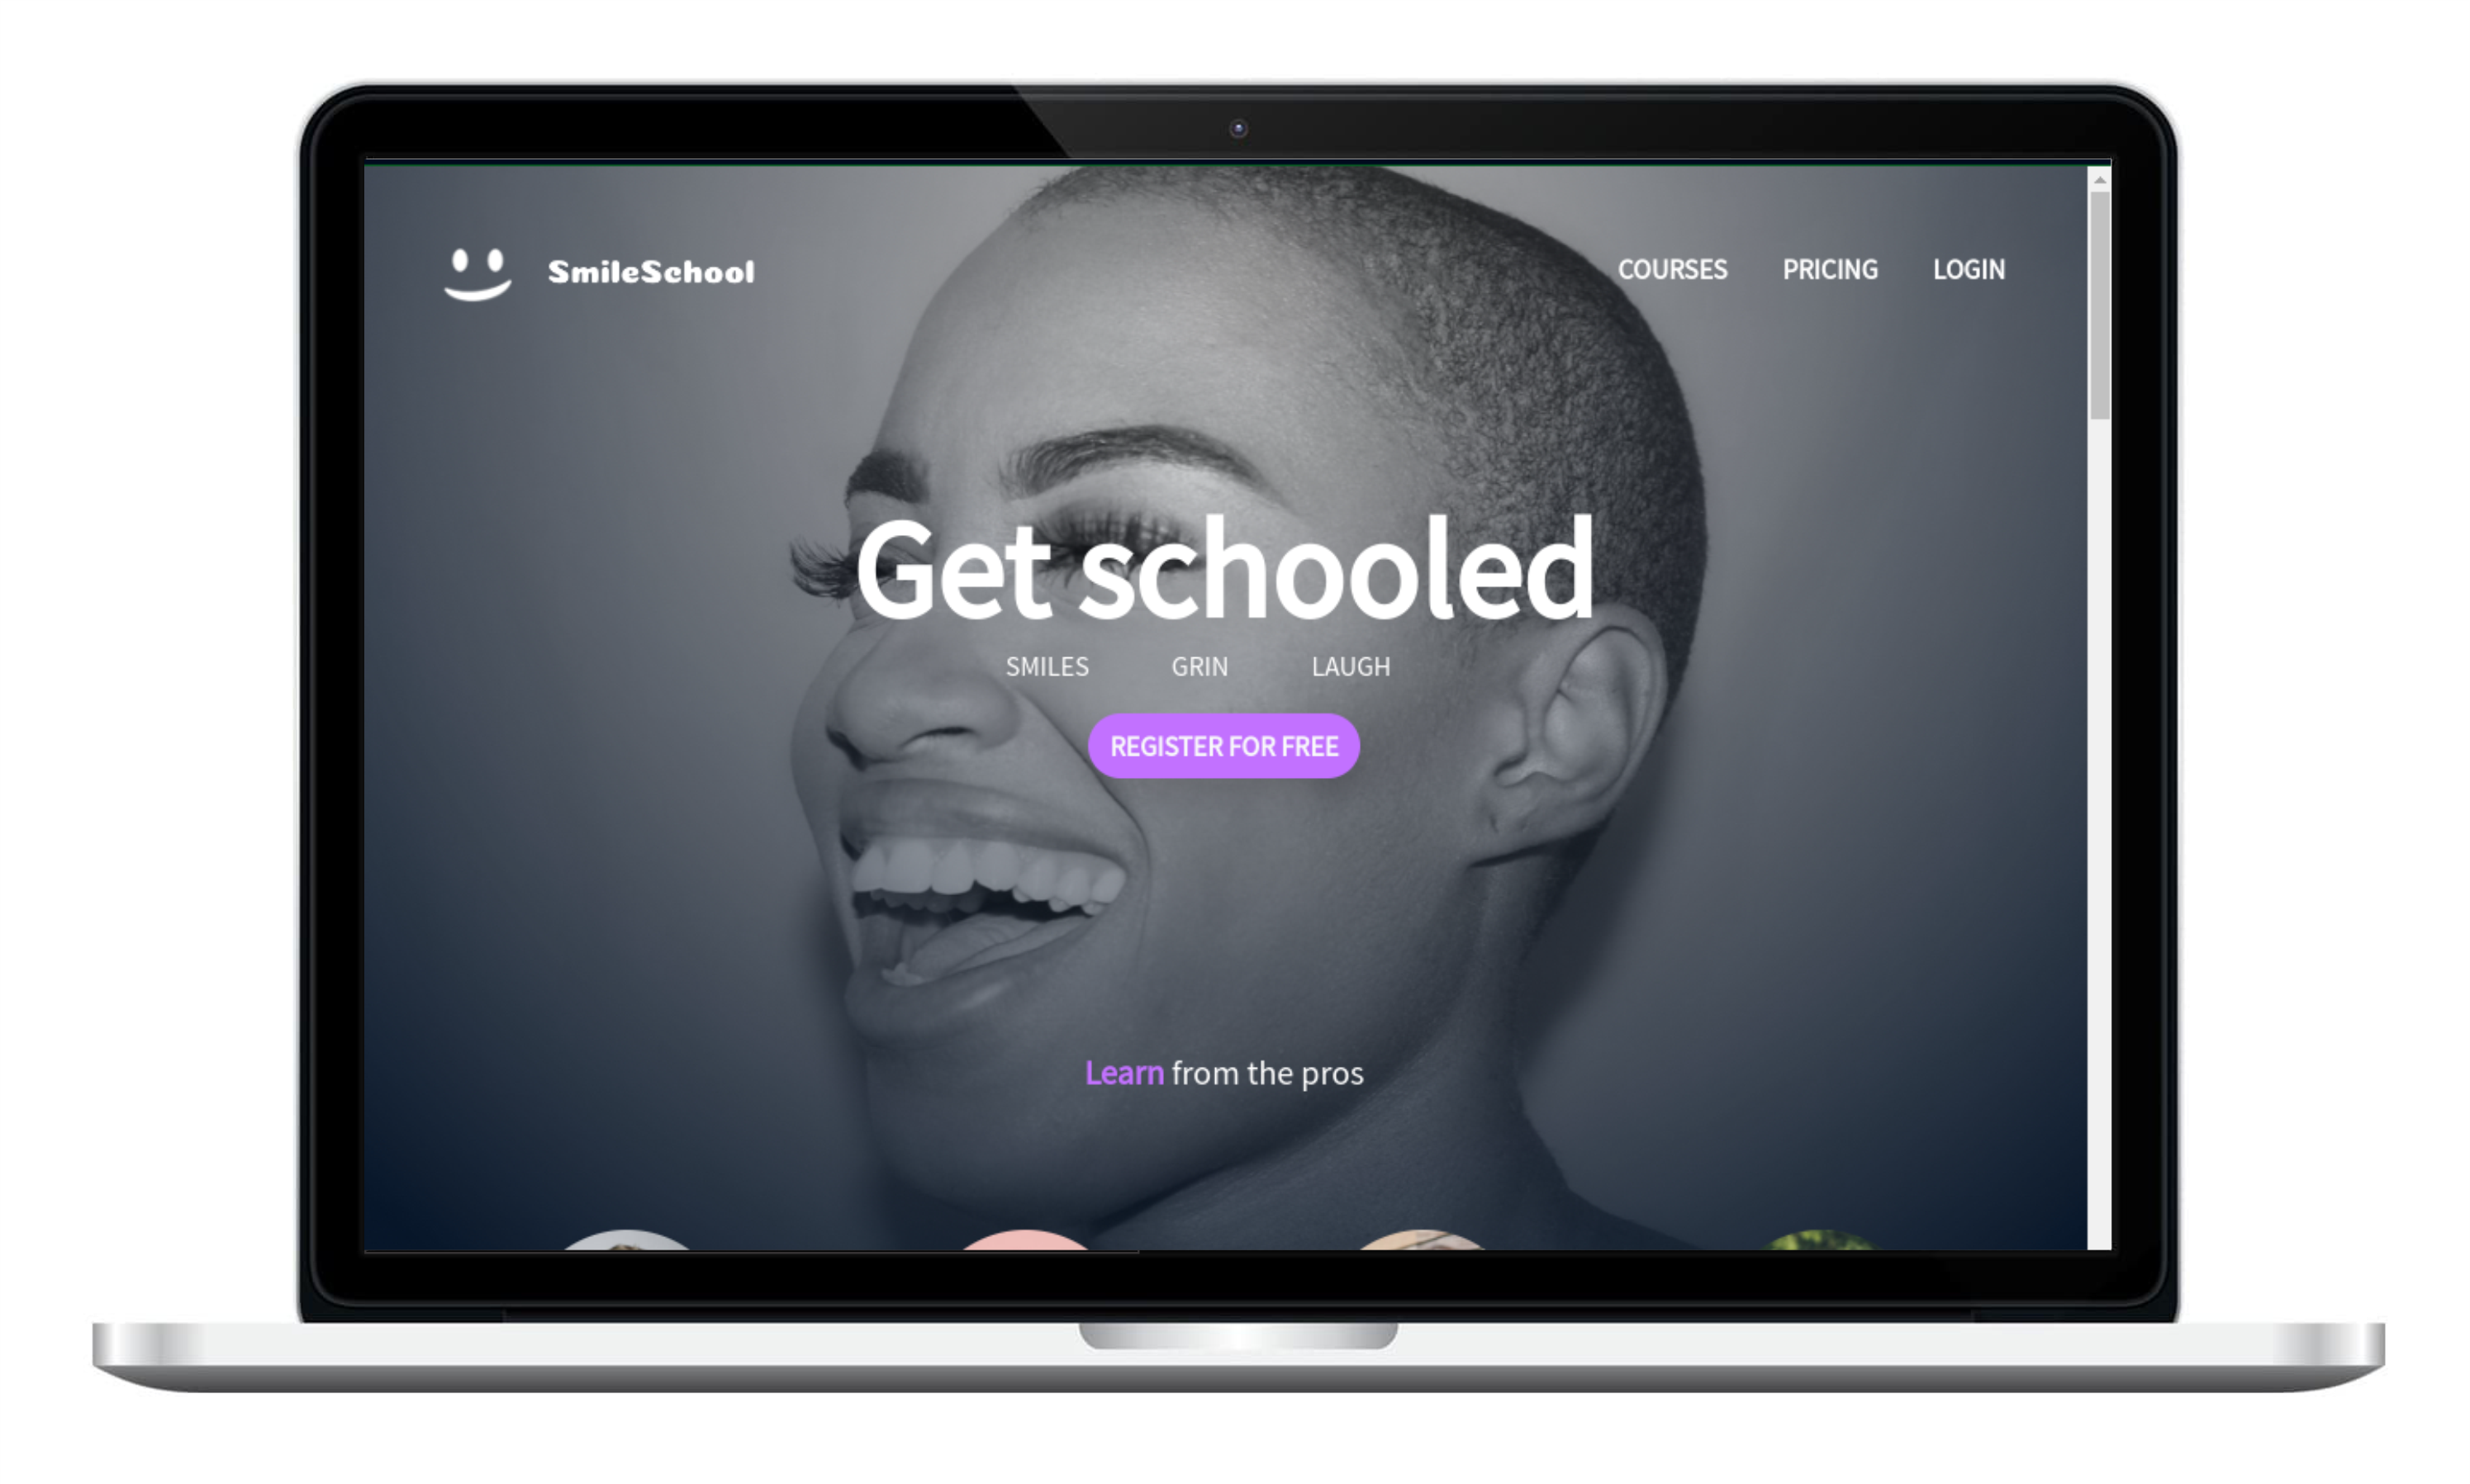 SmileSchool
COURSES PRICING LOGIN
Get schooled
SMILES GRIN LAUGH
REGISTER FOR FREE
Learn from the pros